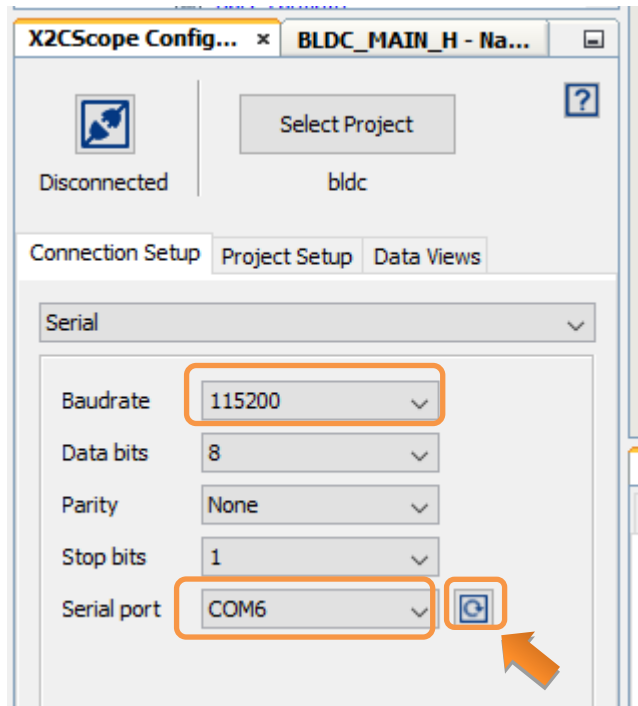 X2CScope Config... × BLDC_MAIN_H - Na...
Select Project
?
Disconnected
bldc
Connection Setup Project Setup Data Views
Serial
Baudrate 115200
Data bits 8
Parity None
Stop bits 1
Serial port COM6